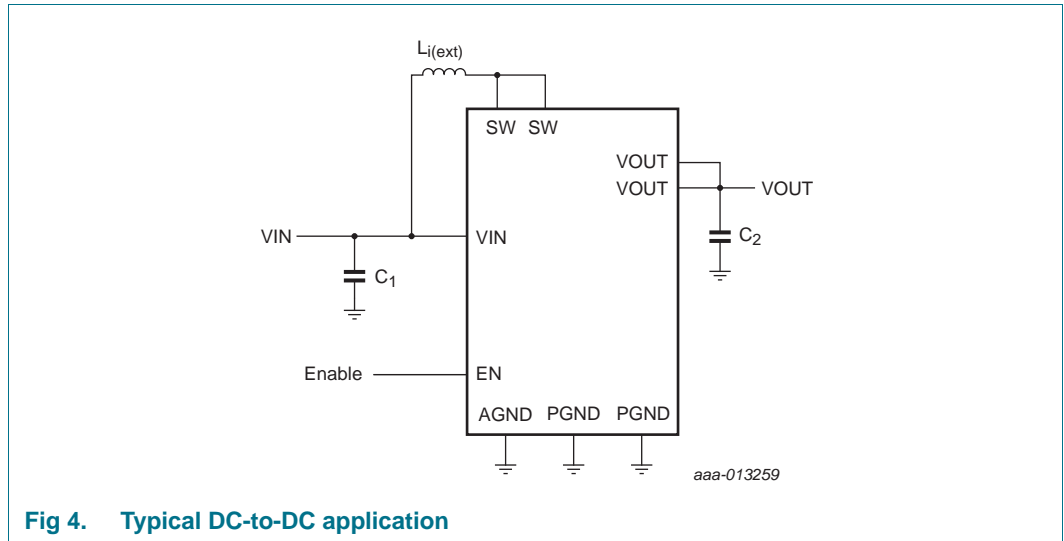 Li(ext)
SW SW
VOUT
VOUT VOUT
VIN VIN
C2
C1
Enable EN
AGND PGND PGND
aaa-013259
Fig 4. Typical DC-to-DC application